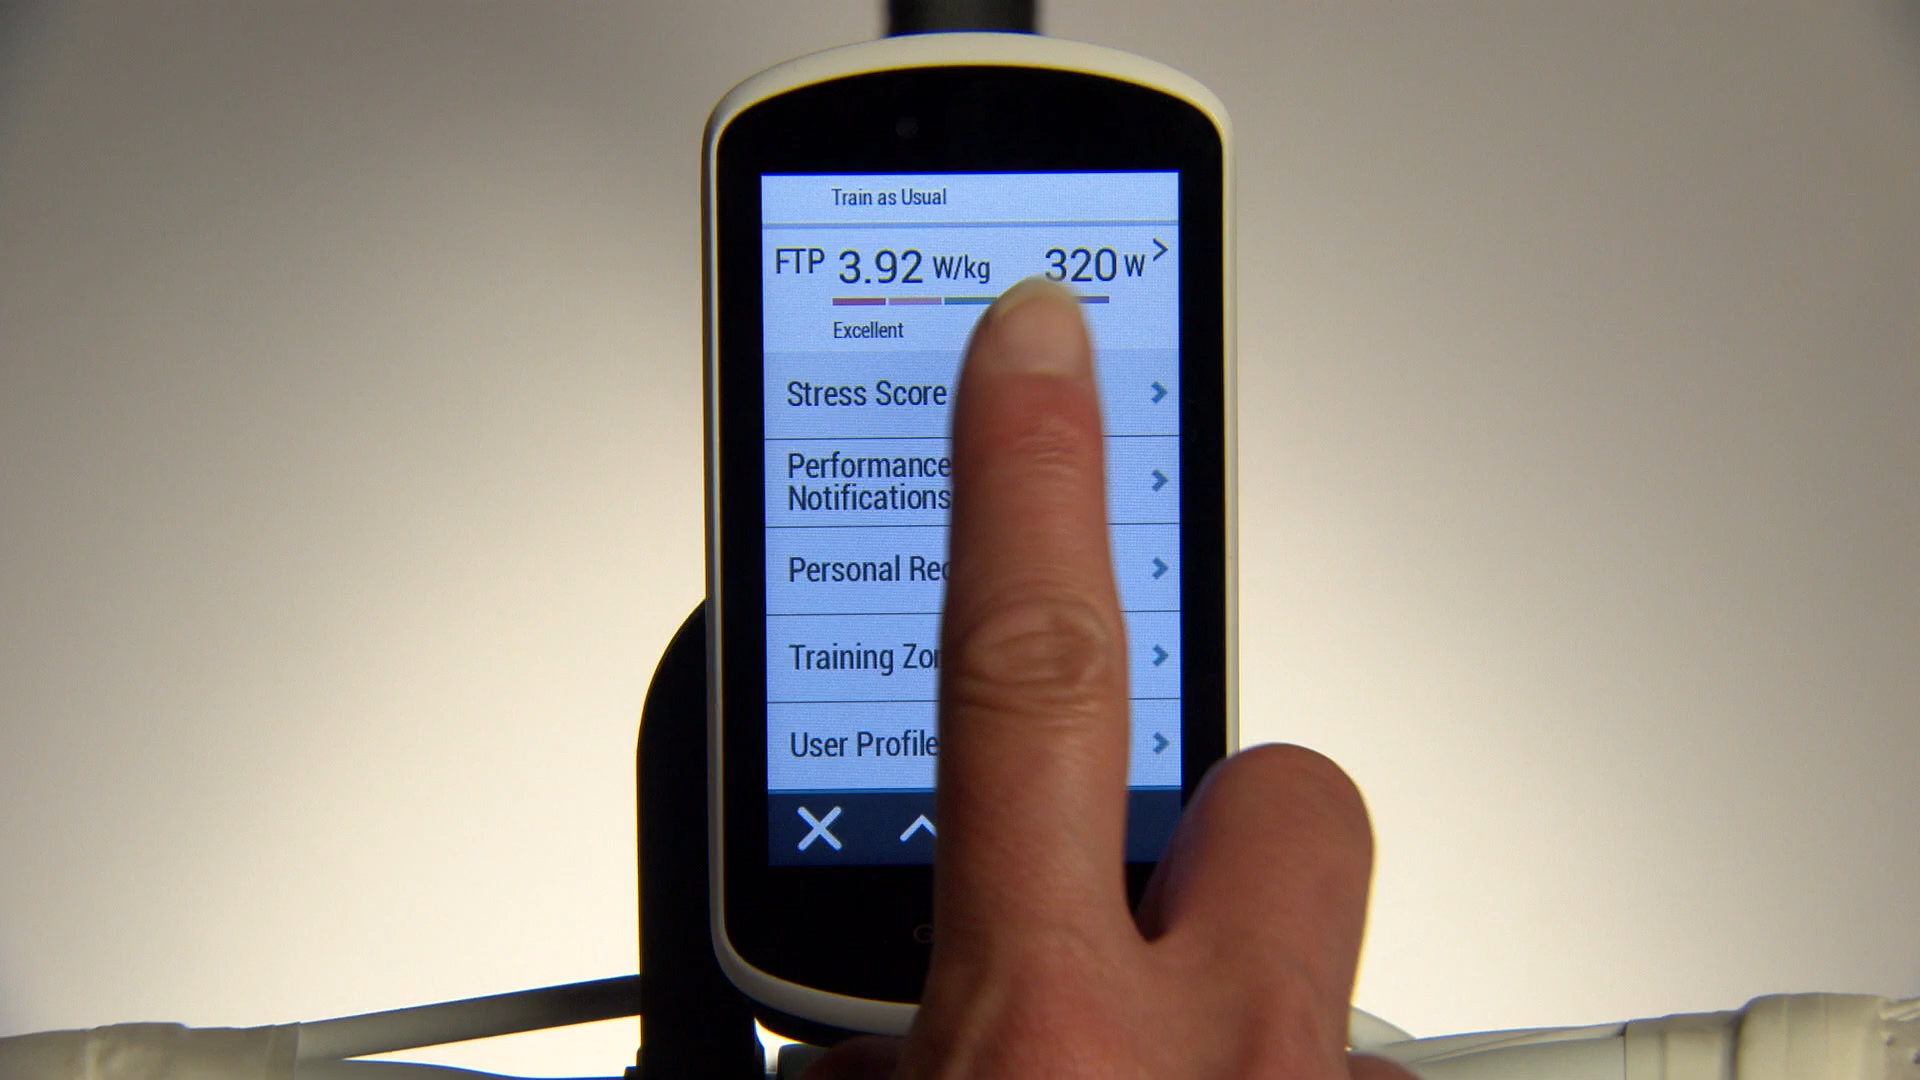 Train as Usual
FTP 3.92 W/kg 320 W
Excellent
Stress Score
Performance
Notifications
Personal
Training
User Profile